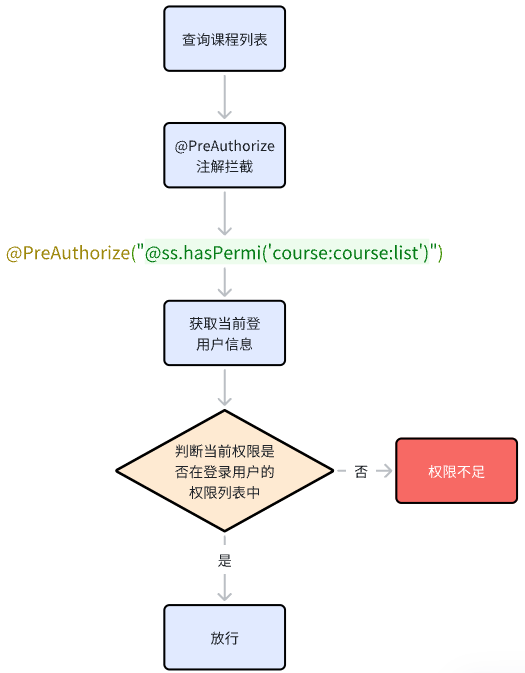 查询课程列表
@PreAuthorize
注解拦截
@PreAuthorize("@ss.hasPermi('course:course:list')")
获取当前登
用户信息
判断当前权限是
否在登录用户的
权限列表中
否
权限不足
是
放行